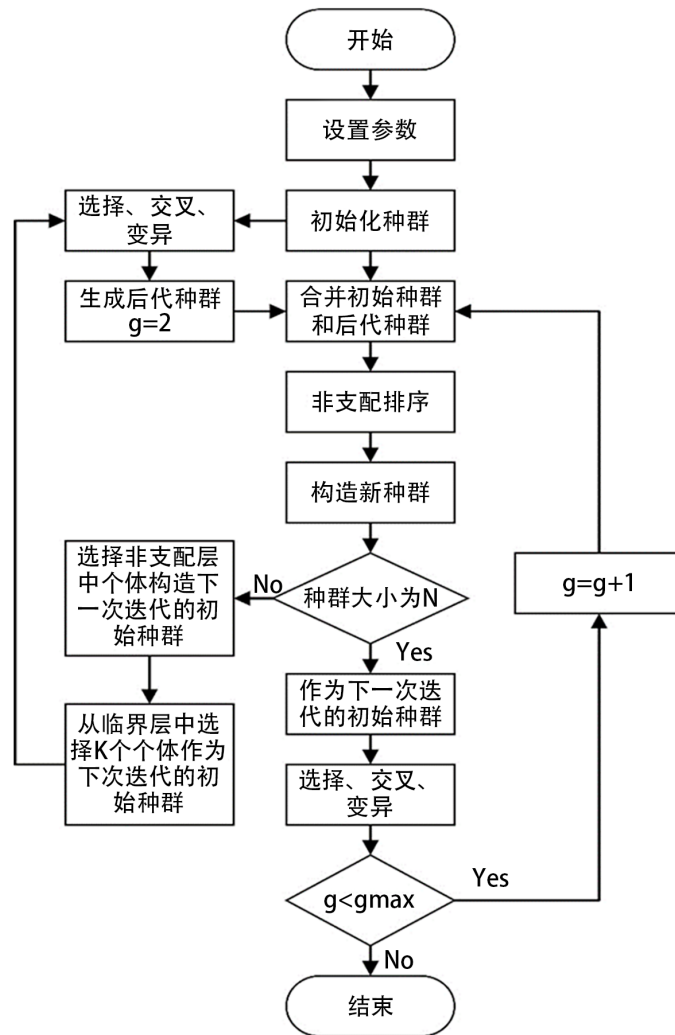 开始
设置参数
选择、交叉、
变异
初始化种群
生成后代种群
g=2
合并初始种群
和后代种群
非支配排序
构造新种群
选择非支配层
中个体构造下
一次迭代的初
始种群
No
种群大小为N
g=g+1
Yes
作为下一次迭
代的初始种群
从临界层中选
择K个个体作为
下次迭代的初
始种群
选择、交叉、
变异
g<gmax
Yes
No
结束